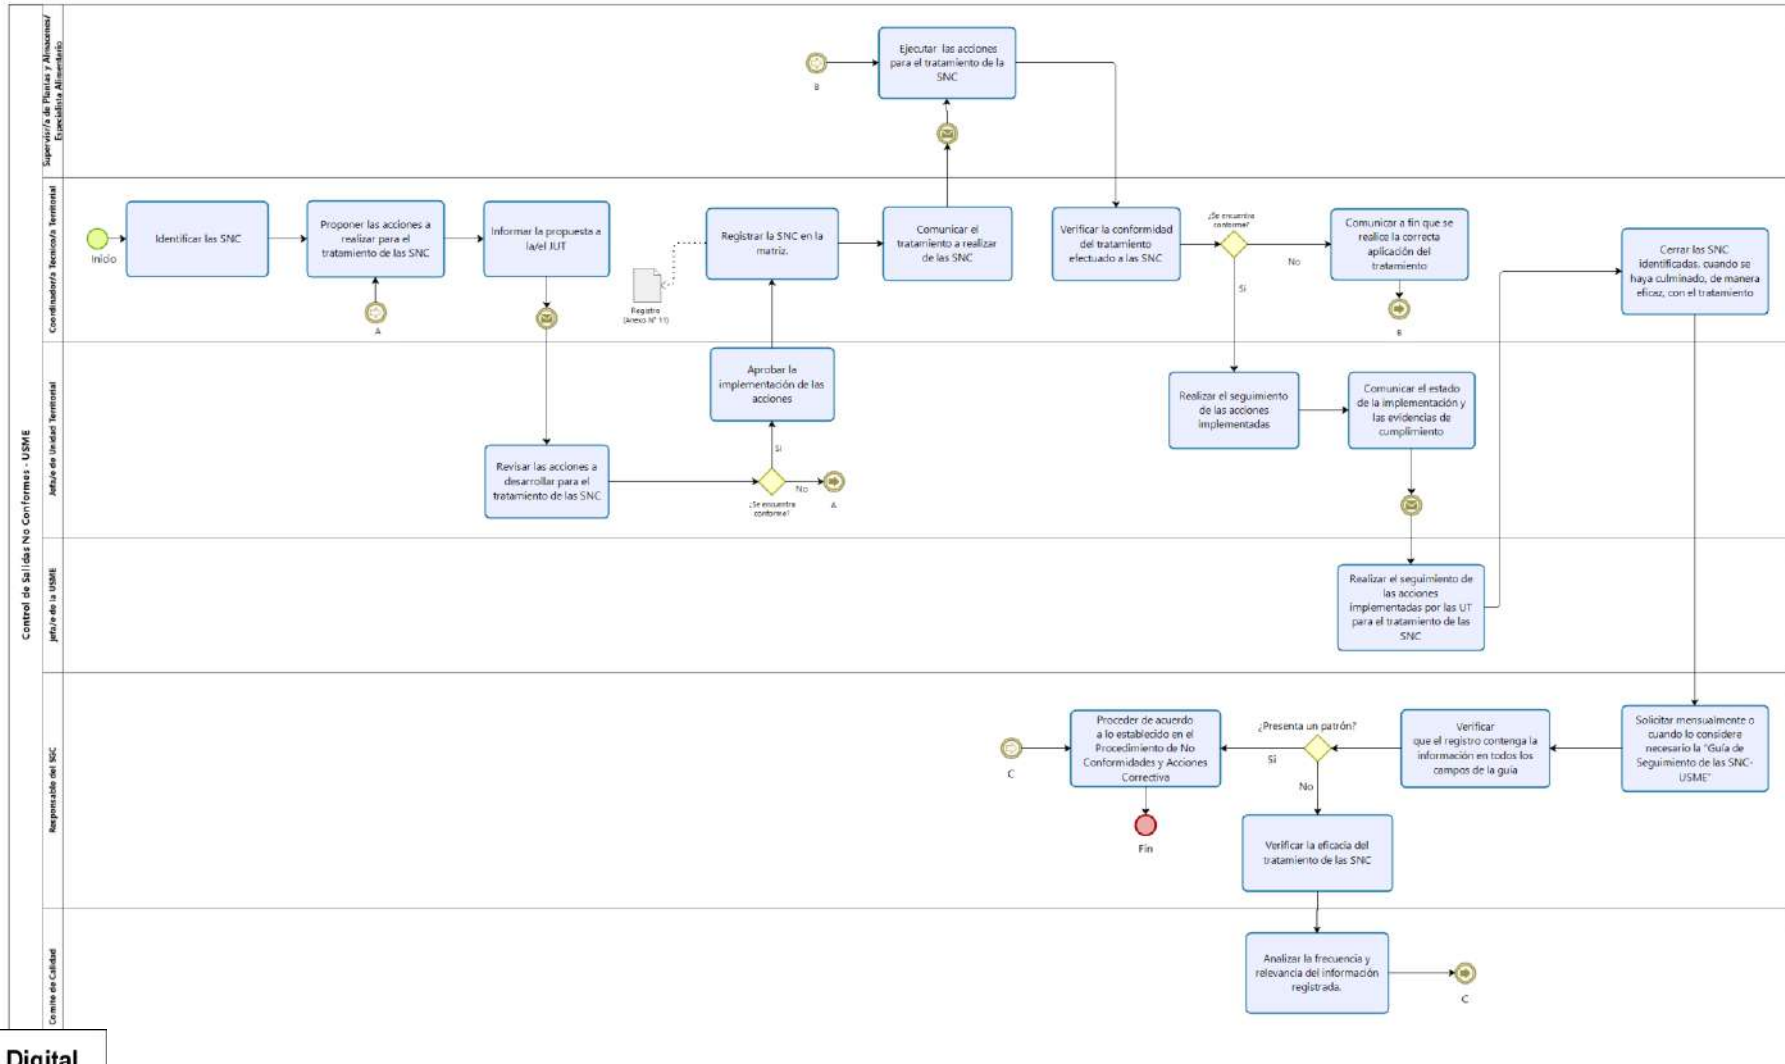 Control de Salidas No Conformes - USME
Supervisr/a de Plantas y Almacenes/
Especialista Alimentario
B
Ejecutar las acciones
para el tratamiento de la
SNC
Coordinador/a Tecnico/a Territorial
Inicio
Identificar las SNC
Proponer las acciones a
realizar para el
tratamiento de las SNC
A
Informar la propuesta a
la/el JUT
Registro
(Anexo N° 11)
Registrar la SNC en la
matriz.
Comunicar el
tratamiento a realizar
de las SNC
Verificar la conformidad
del tratamiento
efectuado a las SNC
¿Se encuentra
conforme?
No
Si
Comunicar a fin que se
realice la correcta
aplicación del
tratamiento
B
Cerrar las SNC
identificadas, cuando se
haya culminado, de manera
eficaz, con el tratamiento
Jefa/e de Unidad Territorial
Revisar las acciones a
desarrollar para el
tratamiento de las SNC
Aprobar la
implementación de las
acciones
Si
No
¿Se encuentra
conforme?
A
Realizar el seguimiento
de las acciones
implementadas
Comunicar el estado
de la implementación y
las evidencias de
cumplimiento
Jefa/e de la USME
Realizar el seguimiento de
las acciones
implementadas por las UT
para el tratamiento de las
SNC
Responsable del SGC
C
Proceder de acuerdo
a lo establecido en el
Procedimiento de No
Conformidades y Acciones
Correctiva
Fin
¿Presenta un patrón?
Si
No
Verificar
que el registro contenga la
información en todos los
campos de la guía
Solicitar mensualmente o
cuando lo considere
necesario la "Guía de
Seguimiento de las SNC-
USME"
Verificar la eficacia del
tratamiento de las SNC
Comite de Calidad
Analizar la frecuencia y
relevancia del información
registrada.
C
Digital